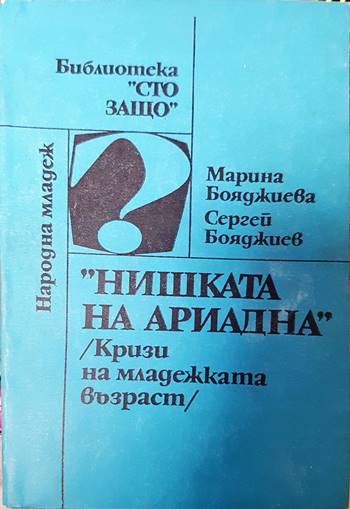 Библиотека
"СТО
ЗАЩО"
Народна младеж
Марина
Бояджиева
Сергей
Бояджиев
"НИШКАТА
НА АРИАДНА"
/Кризи
на младежката
възраст/